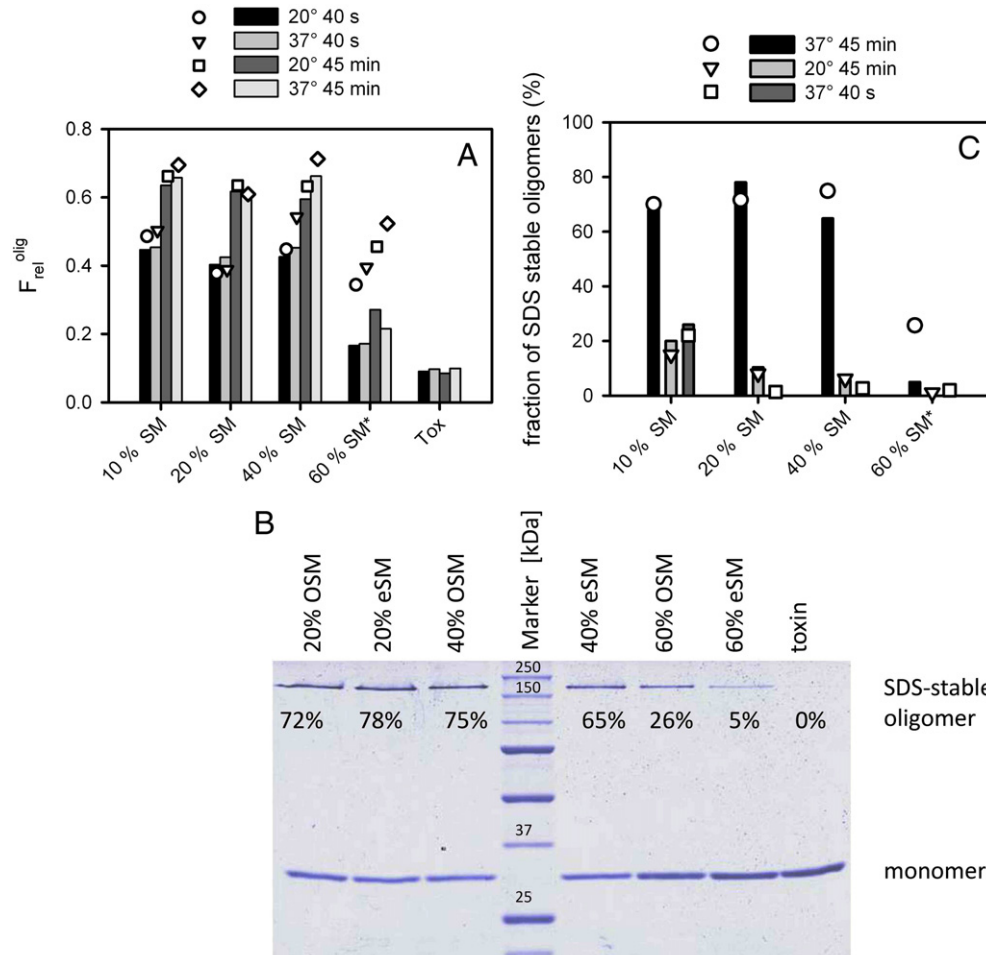 20° 40 s
37° 40 s
20° 45 min
37° 45 min
A
0.8
0.6
0.4
0.2
0.0
F rel olig
10 % SM
20 % SM
40 % SM
60 % SM*
Tox
37° 45 min
20° 45 min
37° 40 s
C
fraction of SDS stable oligomers (%)
100
80
60
40
20
0
10 % SM
20 % SM
40 % SM
60 % SM*
B
20% OSM
20% eSM
40% OSM
Marker [kDa]
40% eSM
60% OSM
60% eSM
toxin
250
150
72% 78% 75% 65% 26% 5% 0%
SDS-stable
oligomer
37
monomer
25